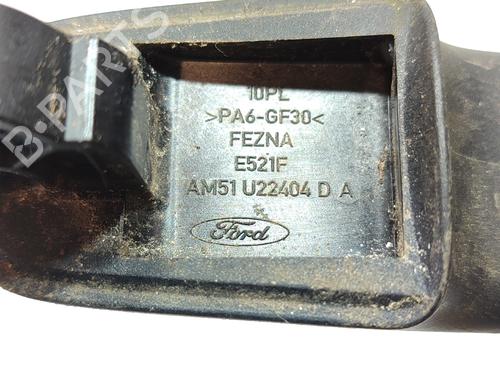 10PL
>PA6-GF30<
FEZNA
E521F
AM51 U22404 D A
Ford
B-PARTS